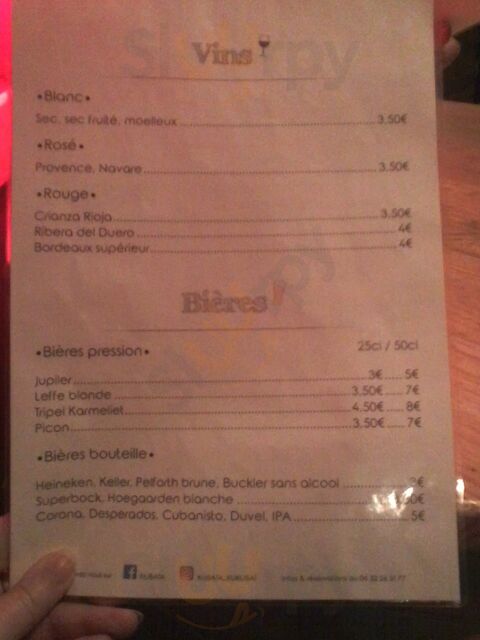 Vins
•Blanc•
Sec, sec fruité, moelleux 3,50€
•Rosé•
Provence, Navare 3,50€
•Rouge•
Crianza Rioja 3,50€
Ribera del Duero 4€
Bordeaux supérieur 4€
Bières
•Bières pression• 25cl / 50cl
Jupiler 3€ 5€
Leffe blonde 3,50€ 7€
Tripel Karmeliet 4,50€ 8€
Picon 3,50€ 7€
•Bières bouteille•
Heineken, Keller, Pelforth brune, Buckler sans alcool
Superbock, Hoegaarden blanche
Corona, Desperados, Cubanisto, Duvel, IPA 5€